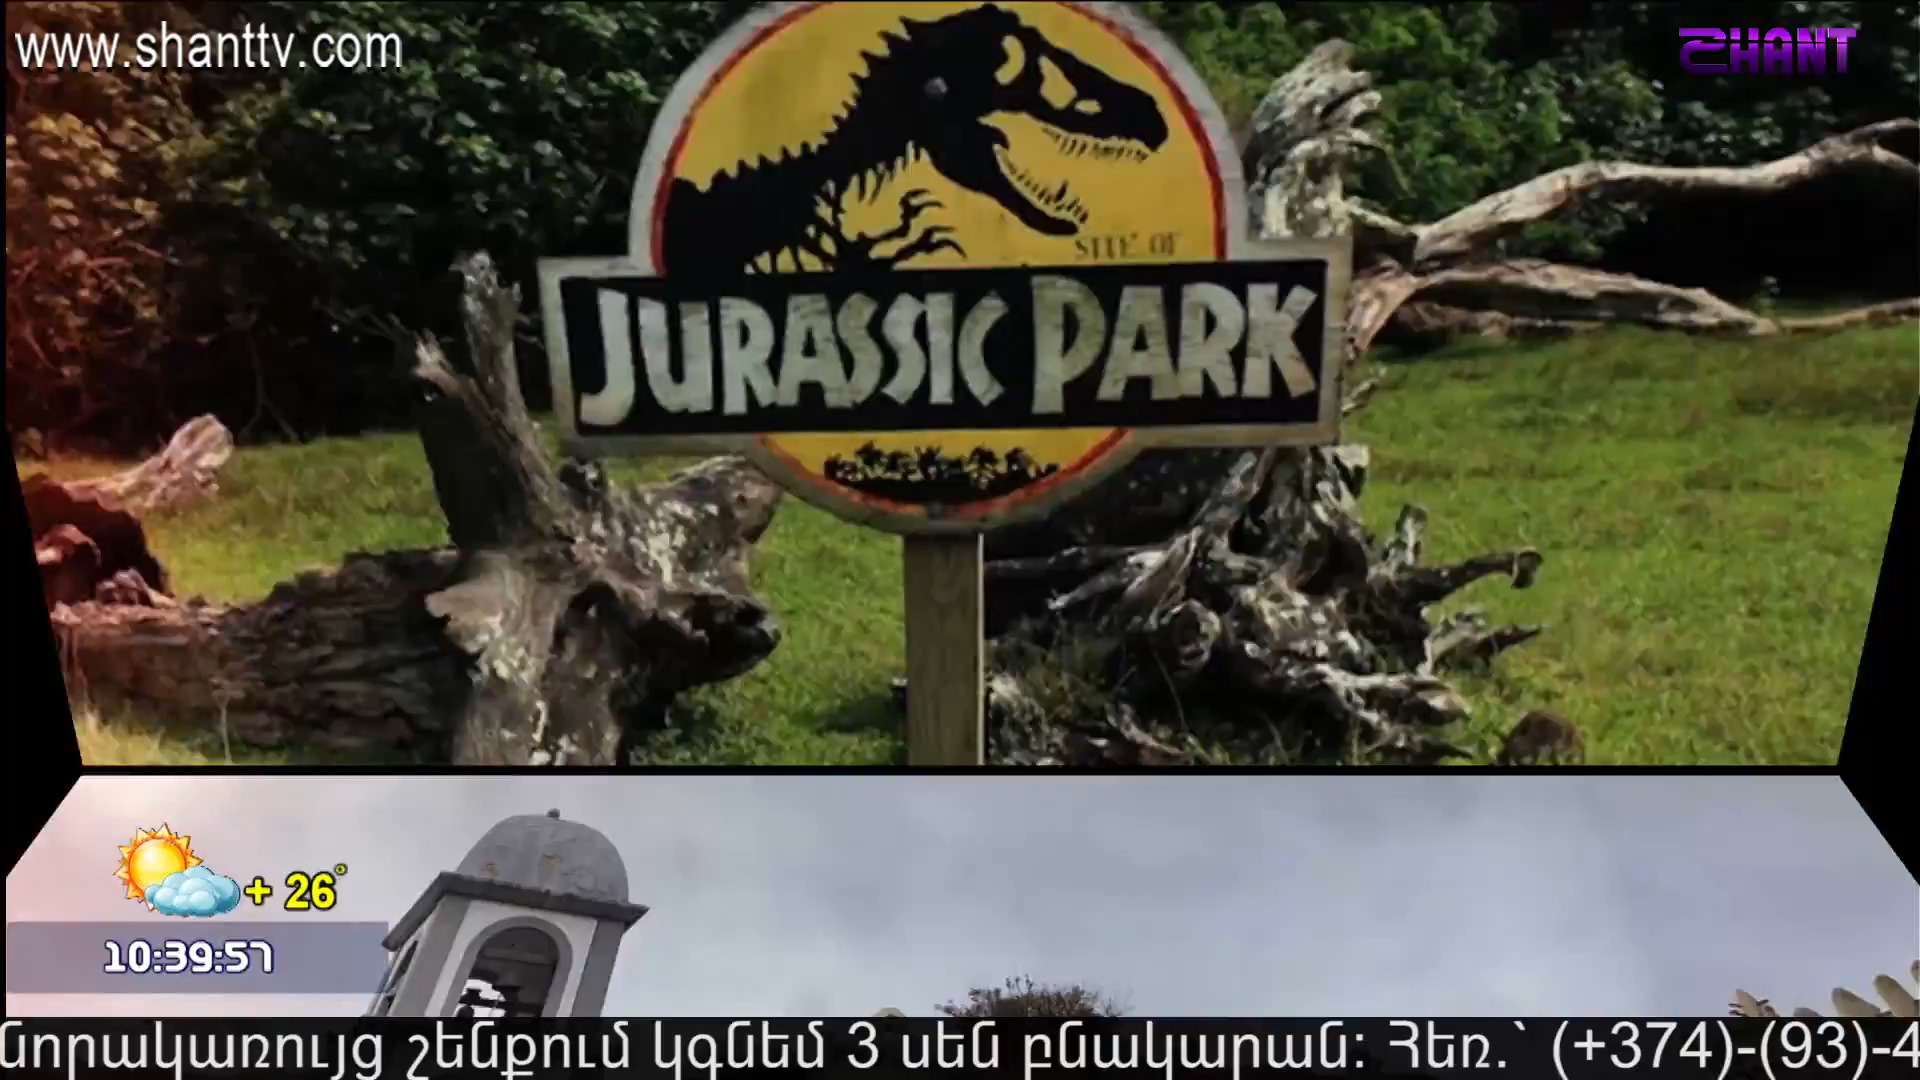 www.shanttv.com
SHANT
SITE OF
JURASSIC PARK
+ 26°
10:39:57
նորակառույց շենքում կգնեմ 3 սեն բնակարան: Հեռ.` (+374)-(93)-4